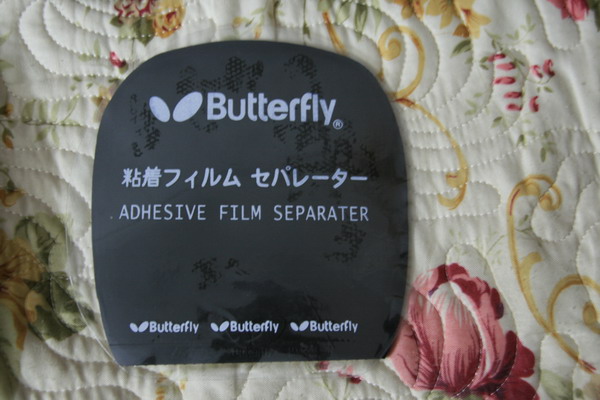 Butterfly®
粘着フィルム セパレーター
ADHESIVE FILM SEPARATER
Butterfly Butterfly Butterfly